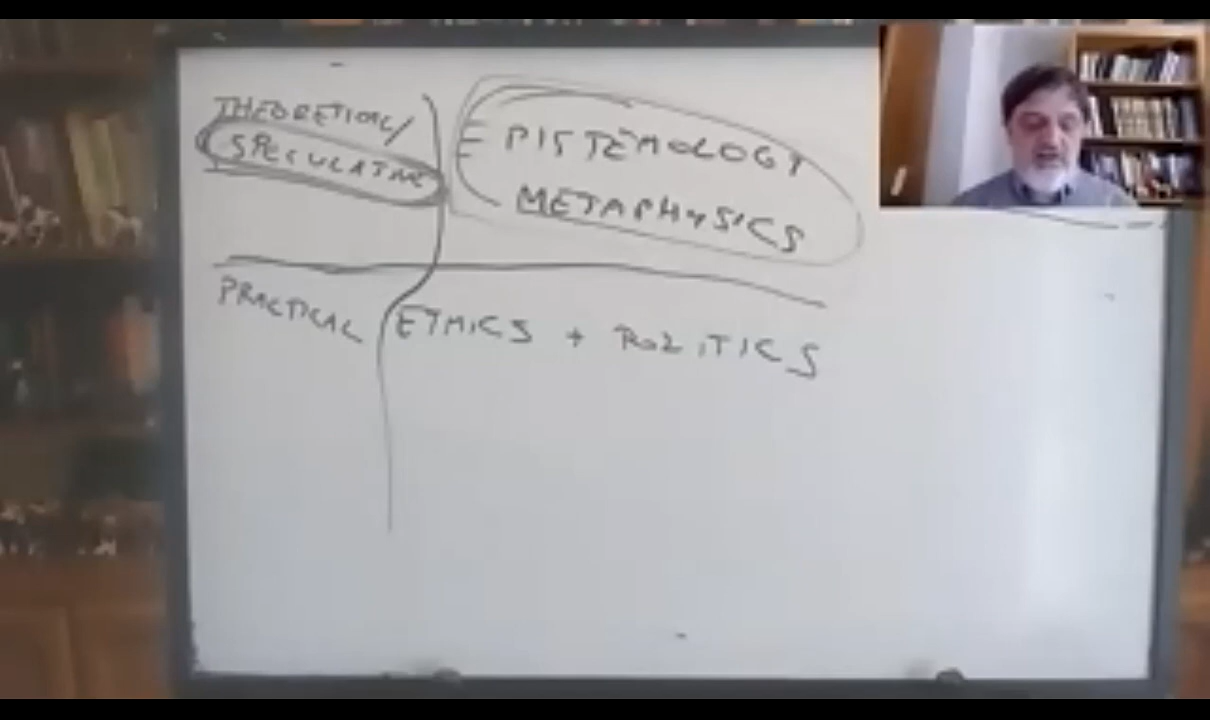 THEORETICAL/
SPECULATIVE
EPISTEMOLOGY
METAPHYSICS
PRACTICAL
ETHICS + POLITICS